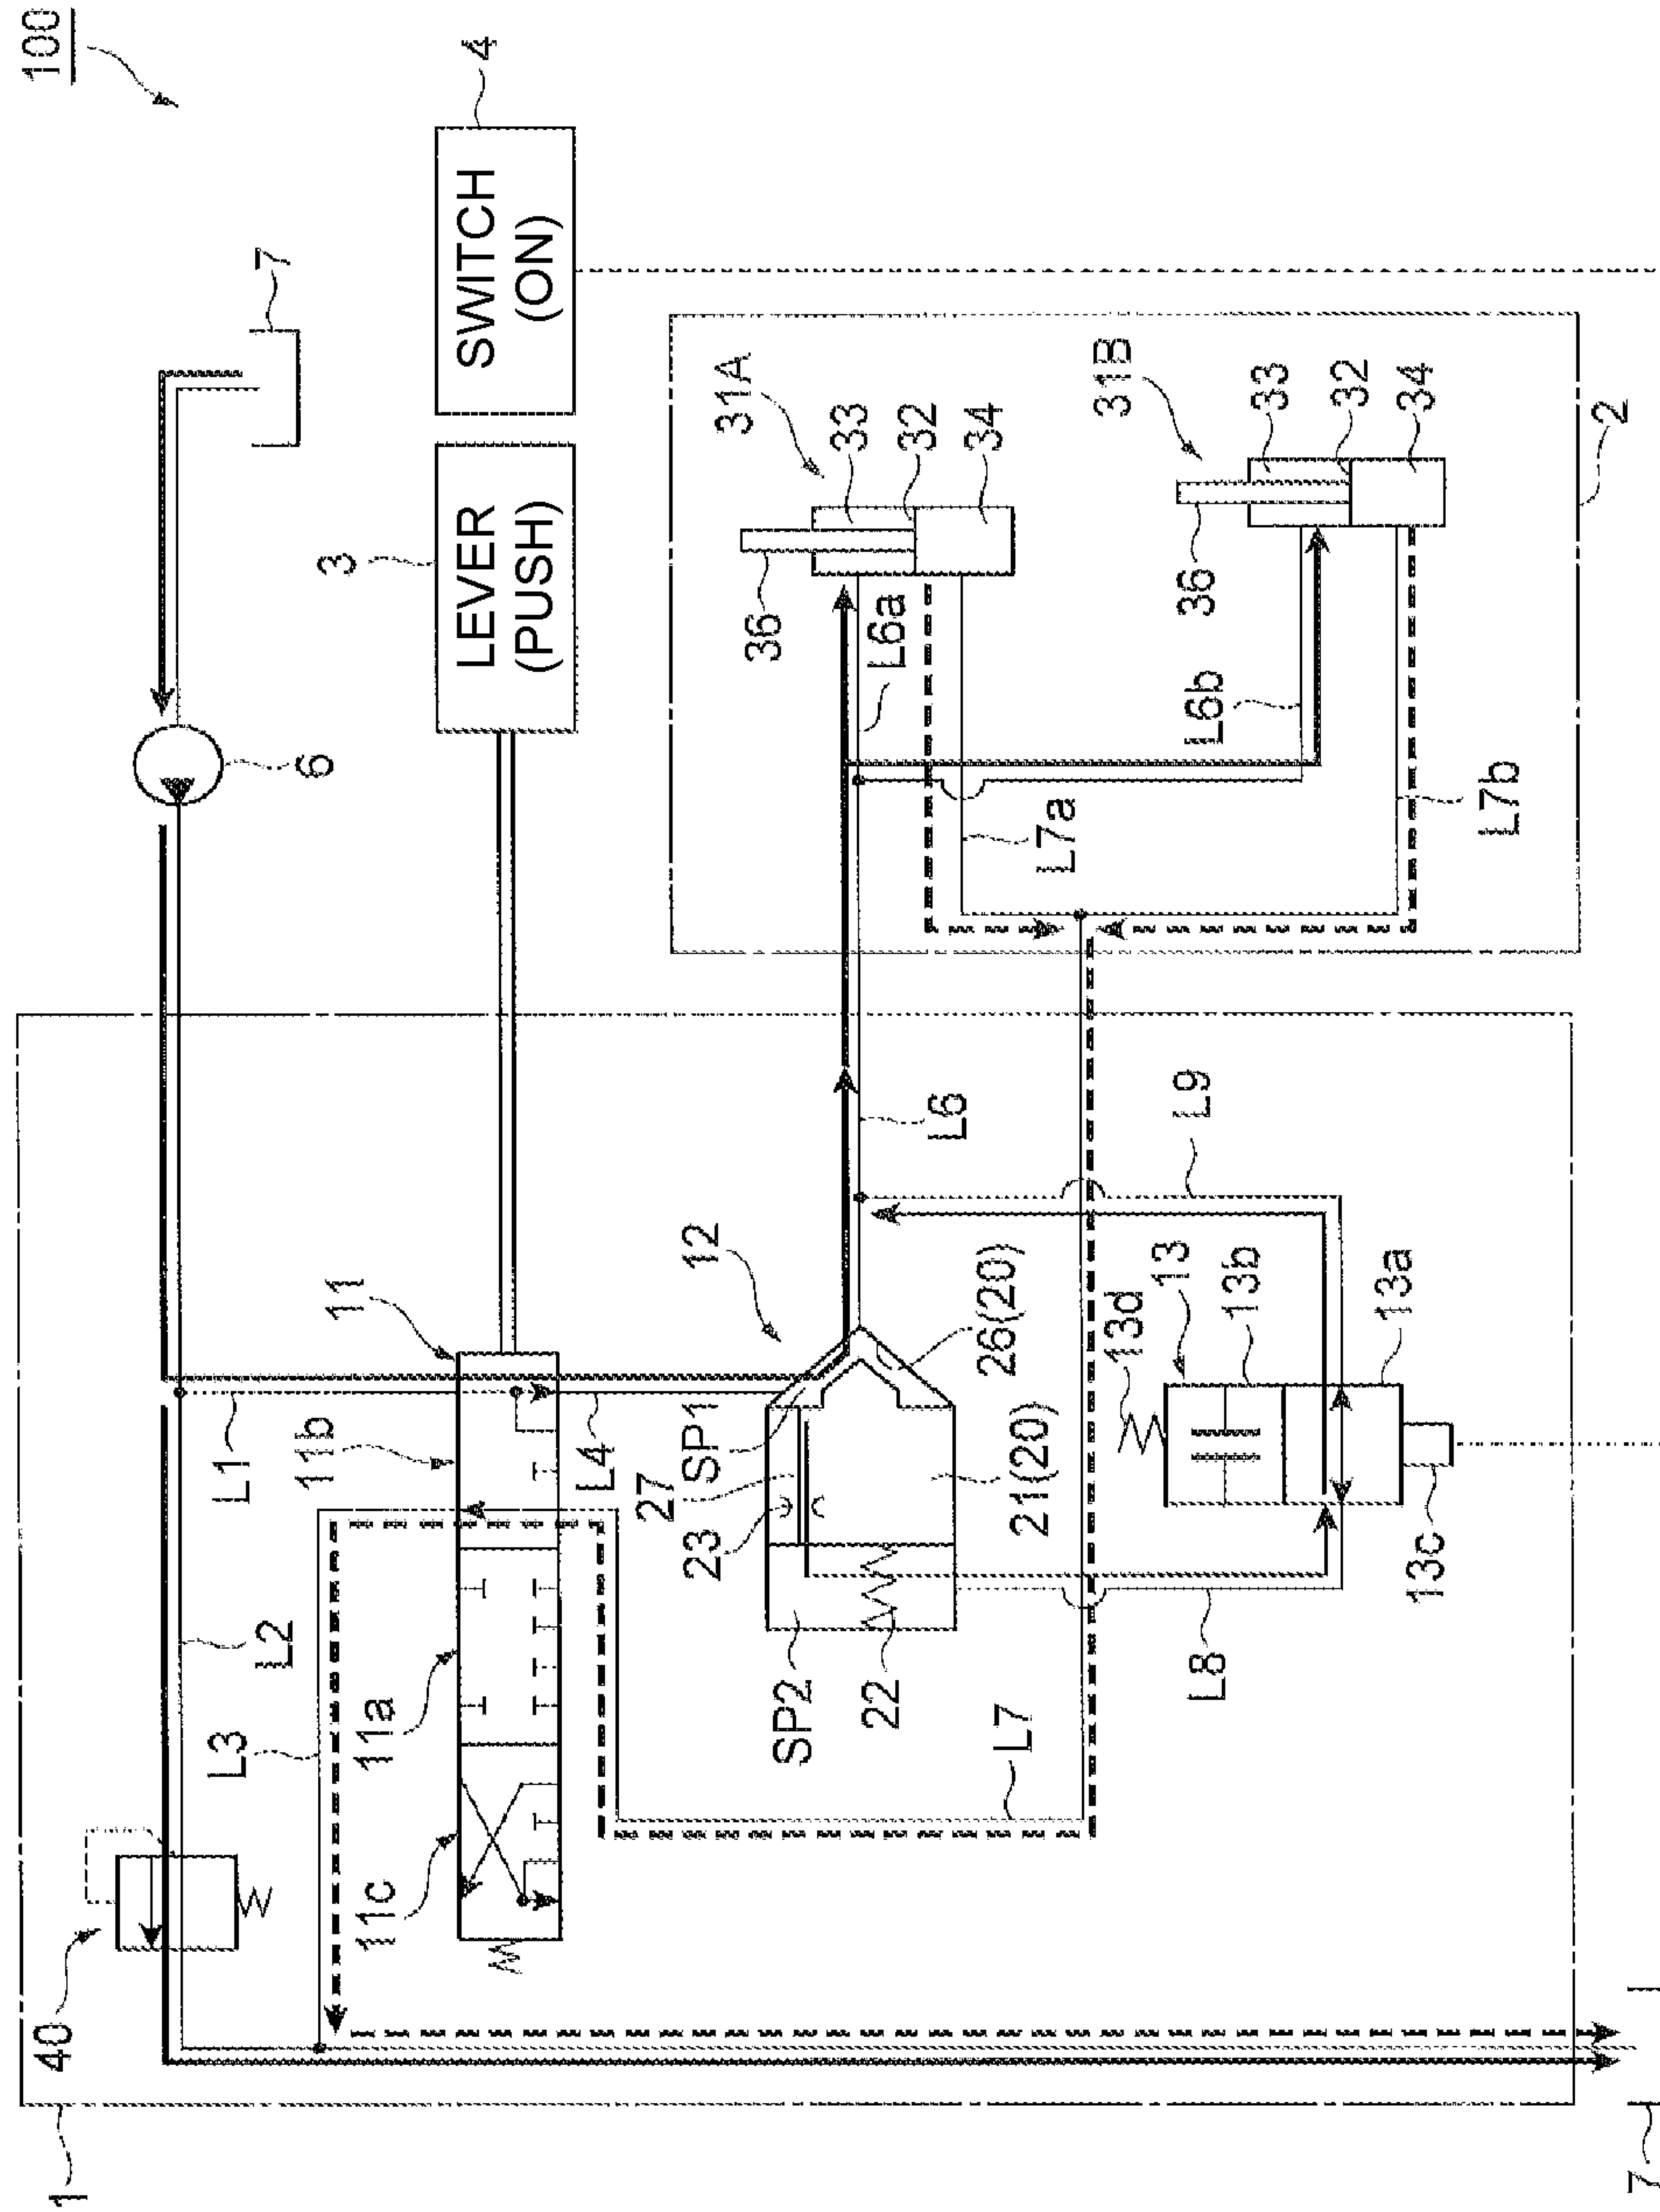 100
4
SWITCH
(ON)
7
3
LEVER
(PUSH)
6
31A
33
32
34
36
L6a
31B
33
32
34
36
L6b
L7a
L7b
2
L6
L9
12
11
11b
L1
L4
SP1
27
23
26(20)
21(20)
13d
13
13b
13a
13c
L2
L3
11a
11c
SP2
22
L7
L8
40
1
7